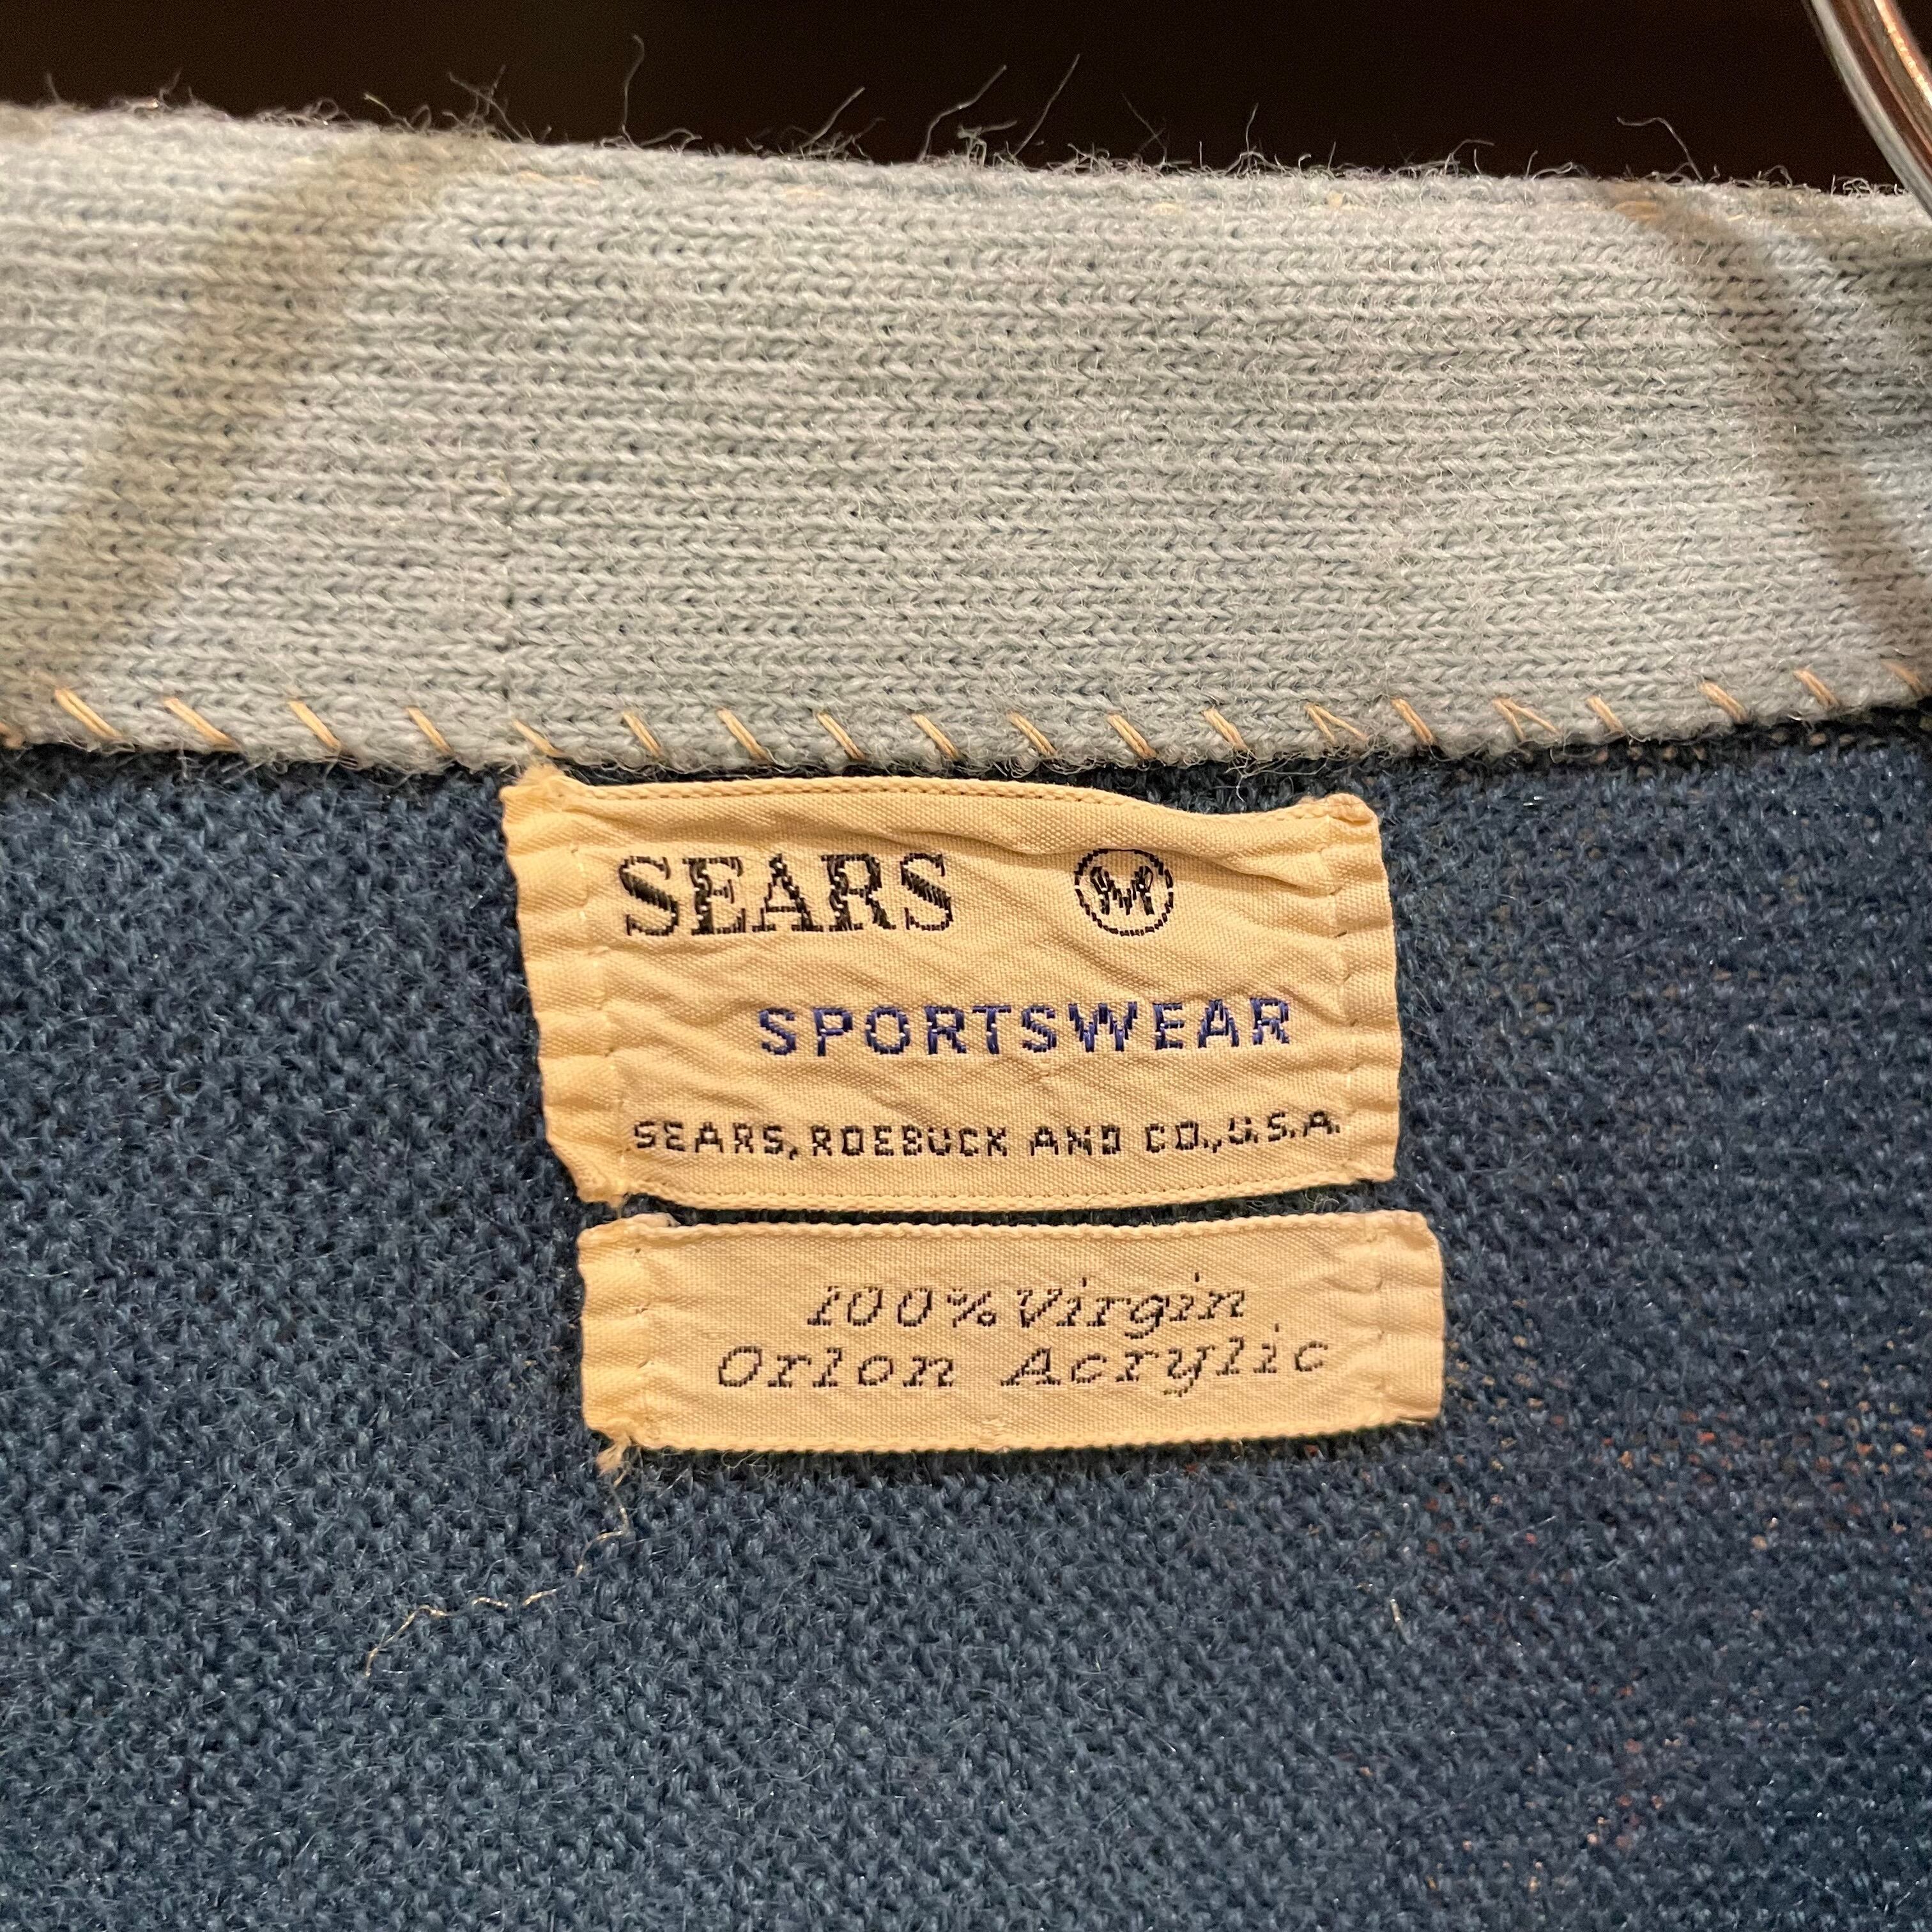 SEARS M
SPORTSWEAR
SEARS, ROEBUCK AND CO., U.S.A.
100% Virgin
Orlon Acrylic